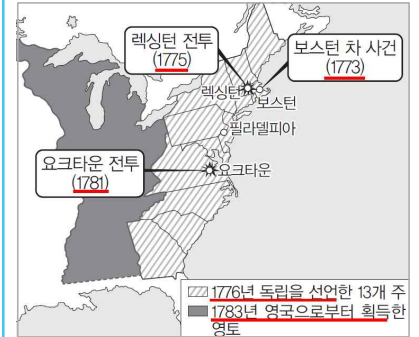 렉싱턴 전투
(1775)
보스턴 차 사건
(1773)
렉싱턴
보스턴
필라델피아
요크타운 전투
(1781)
요크타운
1776년 독립을 선언한 13개 주
1783년 영국으로부터 획득한
영토